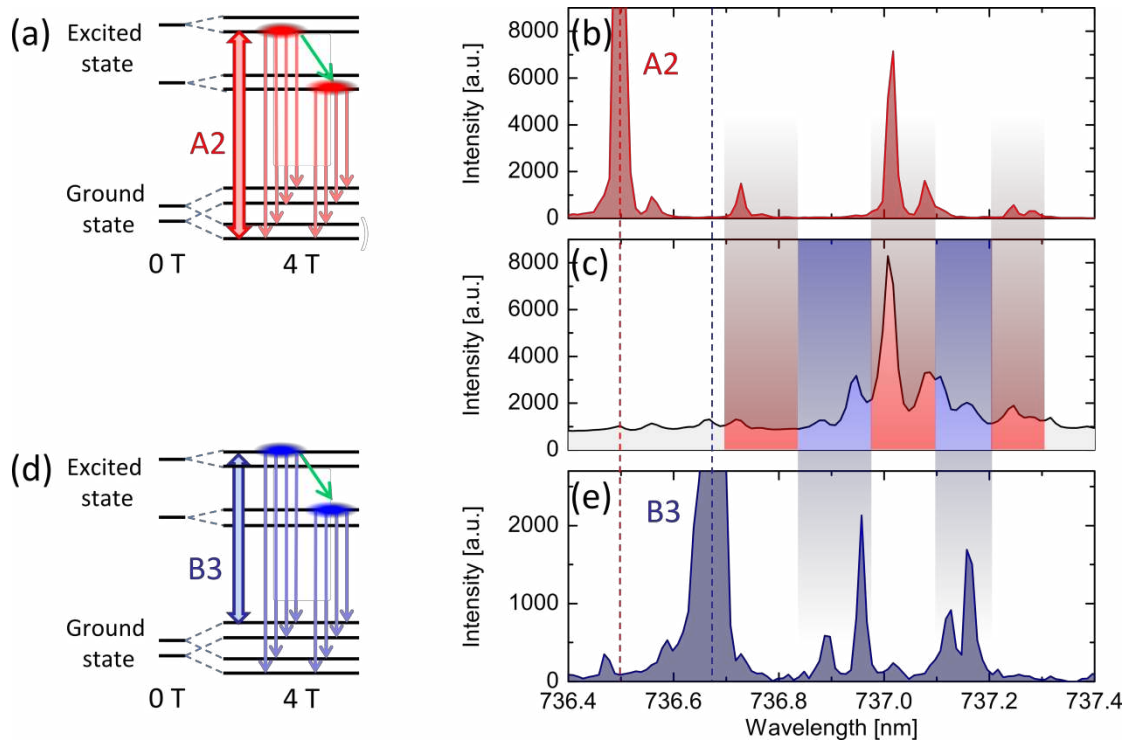 (a)
Excited
state
A2
Ground
state
0 T
4 T
(b)
A2
Intensity [a.u.]
8000
6000
4000
2000
0
(c)
Intensity [a.u.]
8000
6000
4000
2000
0
(d)
Excited
state
B3
Ground
state
0 T
4 T
(e)
B3
Intensity [a.u.]
2000
1000
0
736.4 736.6 736.8 737.0 737.2 737.4
Wavelength [nm]